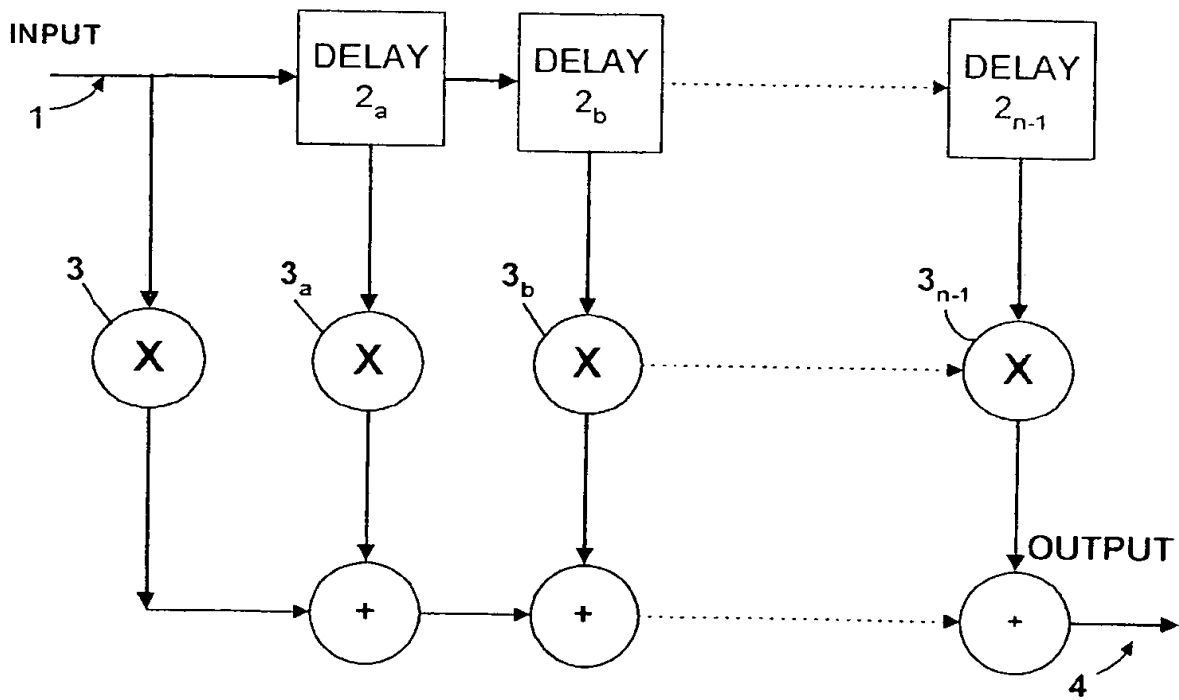 INPUT
1
DELAY
2a
DELAY
2b
DELAY
2n-1
3
3a
3b
3n-1
X
X
X
X
OUTPUT
+
+
+
4